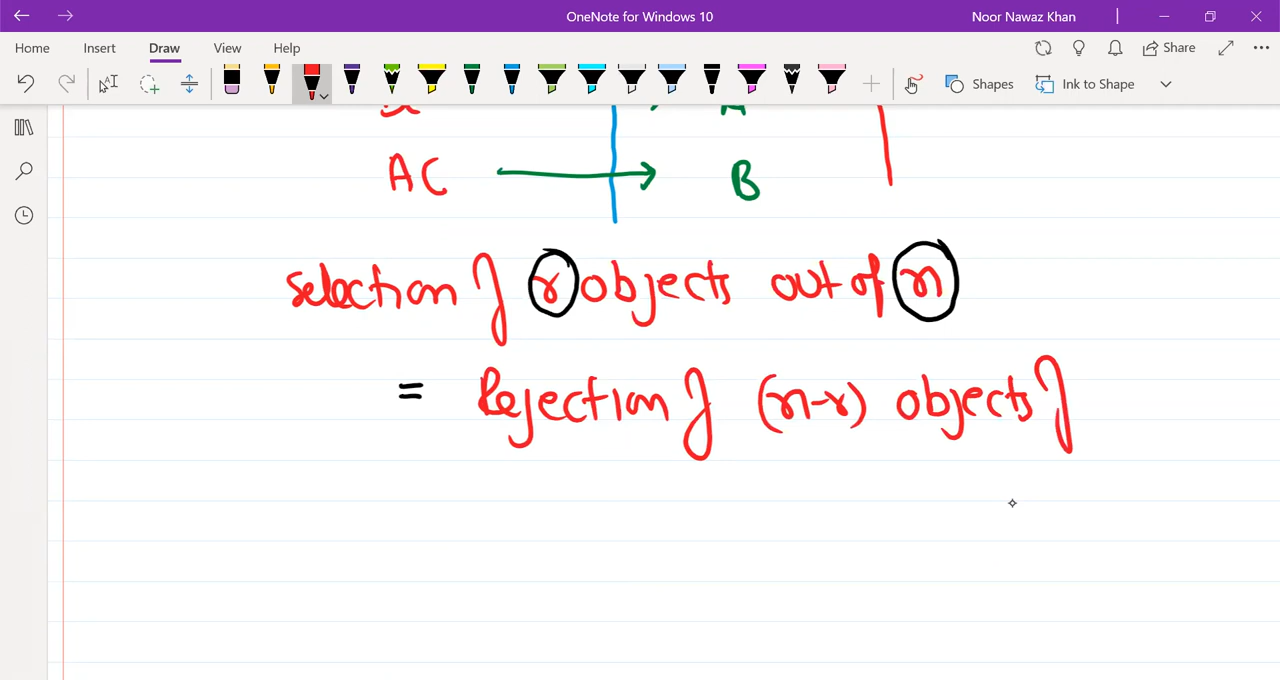 OneNote for Windows 10
Noor Nawaz Khan
Home Insert Draw View Help
Share
Shapes Ink to Shape
A
AC B
selection of r objects out of n
= Rejection of (n-r) objects of